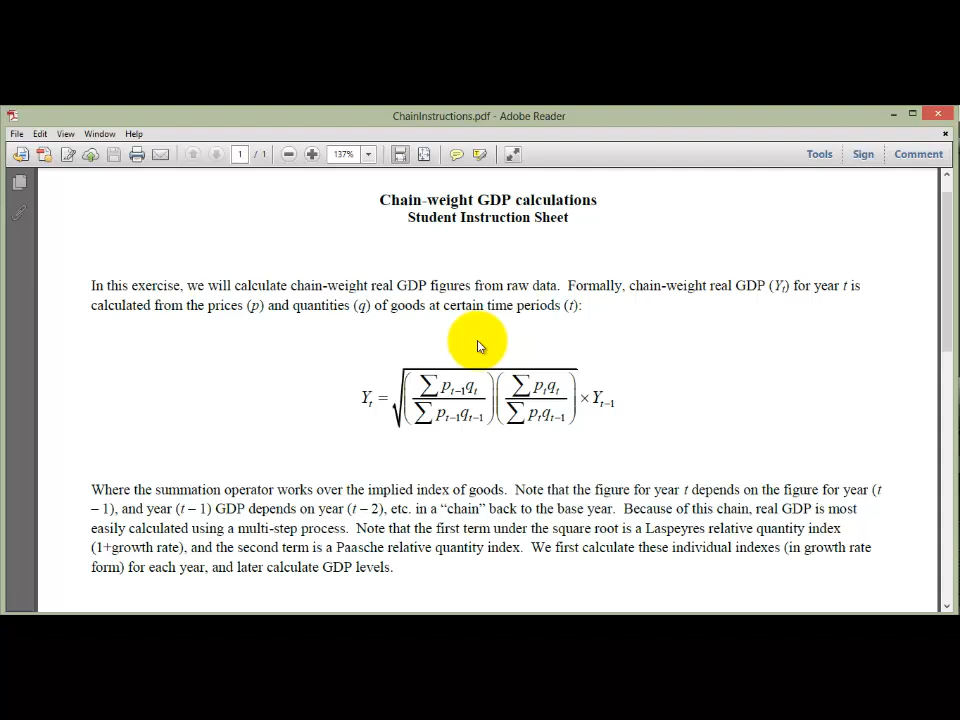 ChainInstructions.pdf - Adobe Reader
File Edit View Window Help
1 / 1 137% Tools Sign Comment
Chain-weight GDP calculations
Student Instruction Sheet
In this exercise, we will calculate chain-weight real GDP figures from raw data. Formally, chain-weight real GDP (Yₜ) for year t is
calculated from the prices (p) and quantities (q) of goods at certain time periods (t):
Yₜ = √((∑ pₜ₋₁qₜ / ∑ pₜ₋₁qₜ₋₁)(∑ pₜqₜ / ∑ pₜqₜ₋₁)) × Yₜ₋₁
Where the summation operator works over the implied index of goods. Note that the figure for year t depends on the figure for year (t
– 1), and year (t – 1) GDP depends on year (t – 2), etc. in a “chain” back to the base year. Because of this chain, real GDP is most
easily calculated using a multi-step process. Note that the first term under the square root is a Laspeyres relative quantity index
(1+growth rate), and the second term is a Paasche relative quantity index. We first calculate these individual indexes (in growth rate
form) for each year, and later calculate GDP levels.